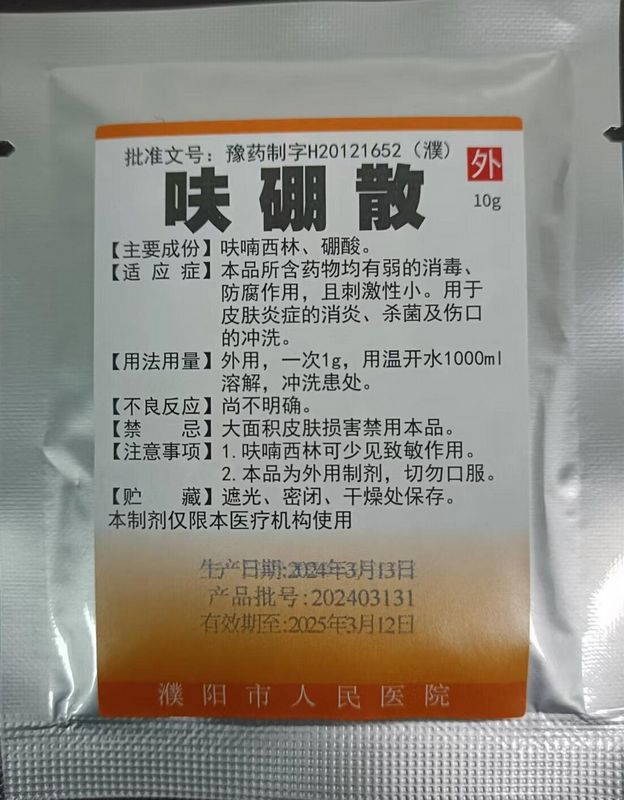 批准文号：豫药制字H20121652（濮）
外
呋硼散
10g
【主要成份】呋喃西林、硼酸。
【适应症】本品所含药物均有弱的消毒、
防腐作用，且刺激性小。用于
皮肤炎症的消炎、杀菌及伤口
的冲洗。
【用法用量】外用，一次1g，用温开水1000ml
溶解，冲洗患处。
【不良反应】尚不明确。
【禁忌】大面积皮肤损害禁用本品。
【注意事项】1.呋喃西林可少见致敏作用。
2.本品为外用制剂，切勿口服。
【贮藏】遮光、密闭、干燥处保存。
本制剂仅限本医疗机构使用
生产日期:2024年3月13日
产品批号:202403131
有效期至:2025年3月12日
濮阳市人民医院